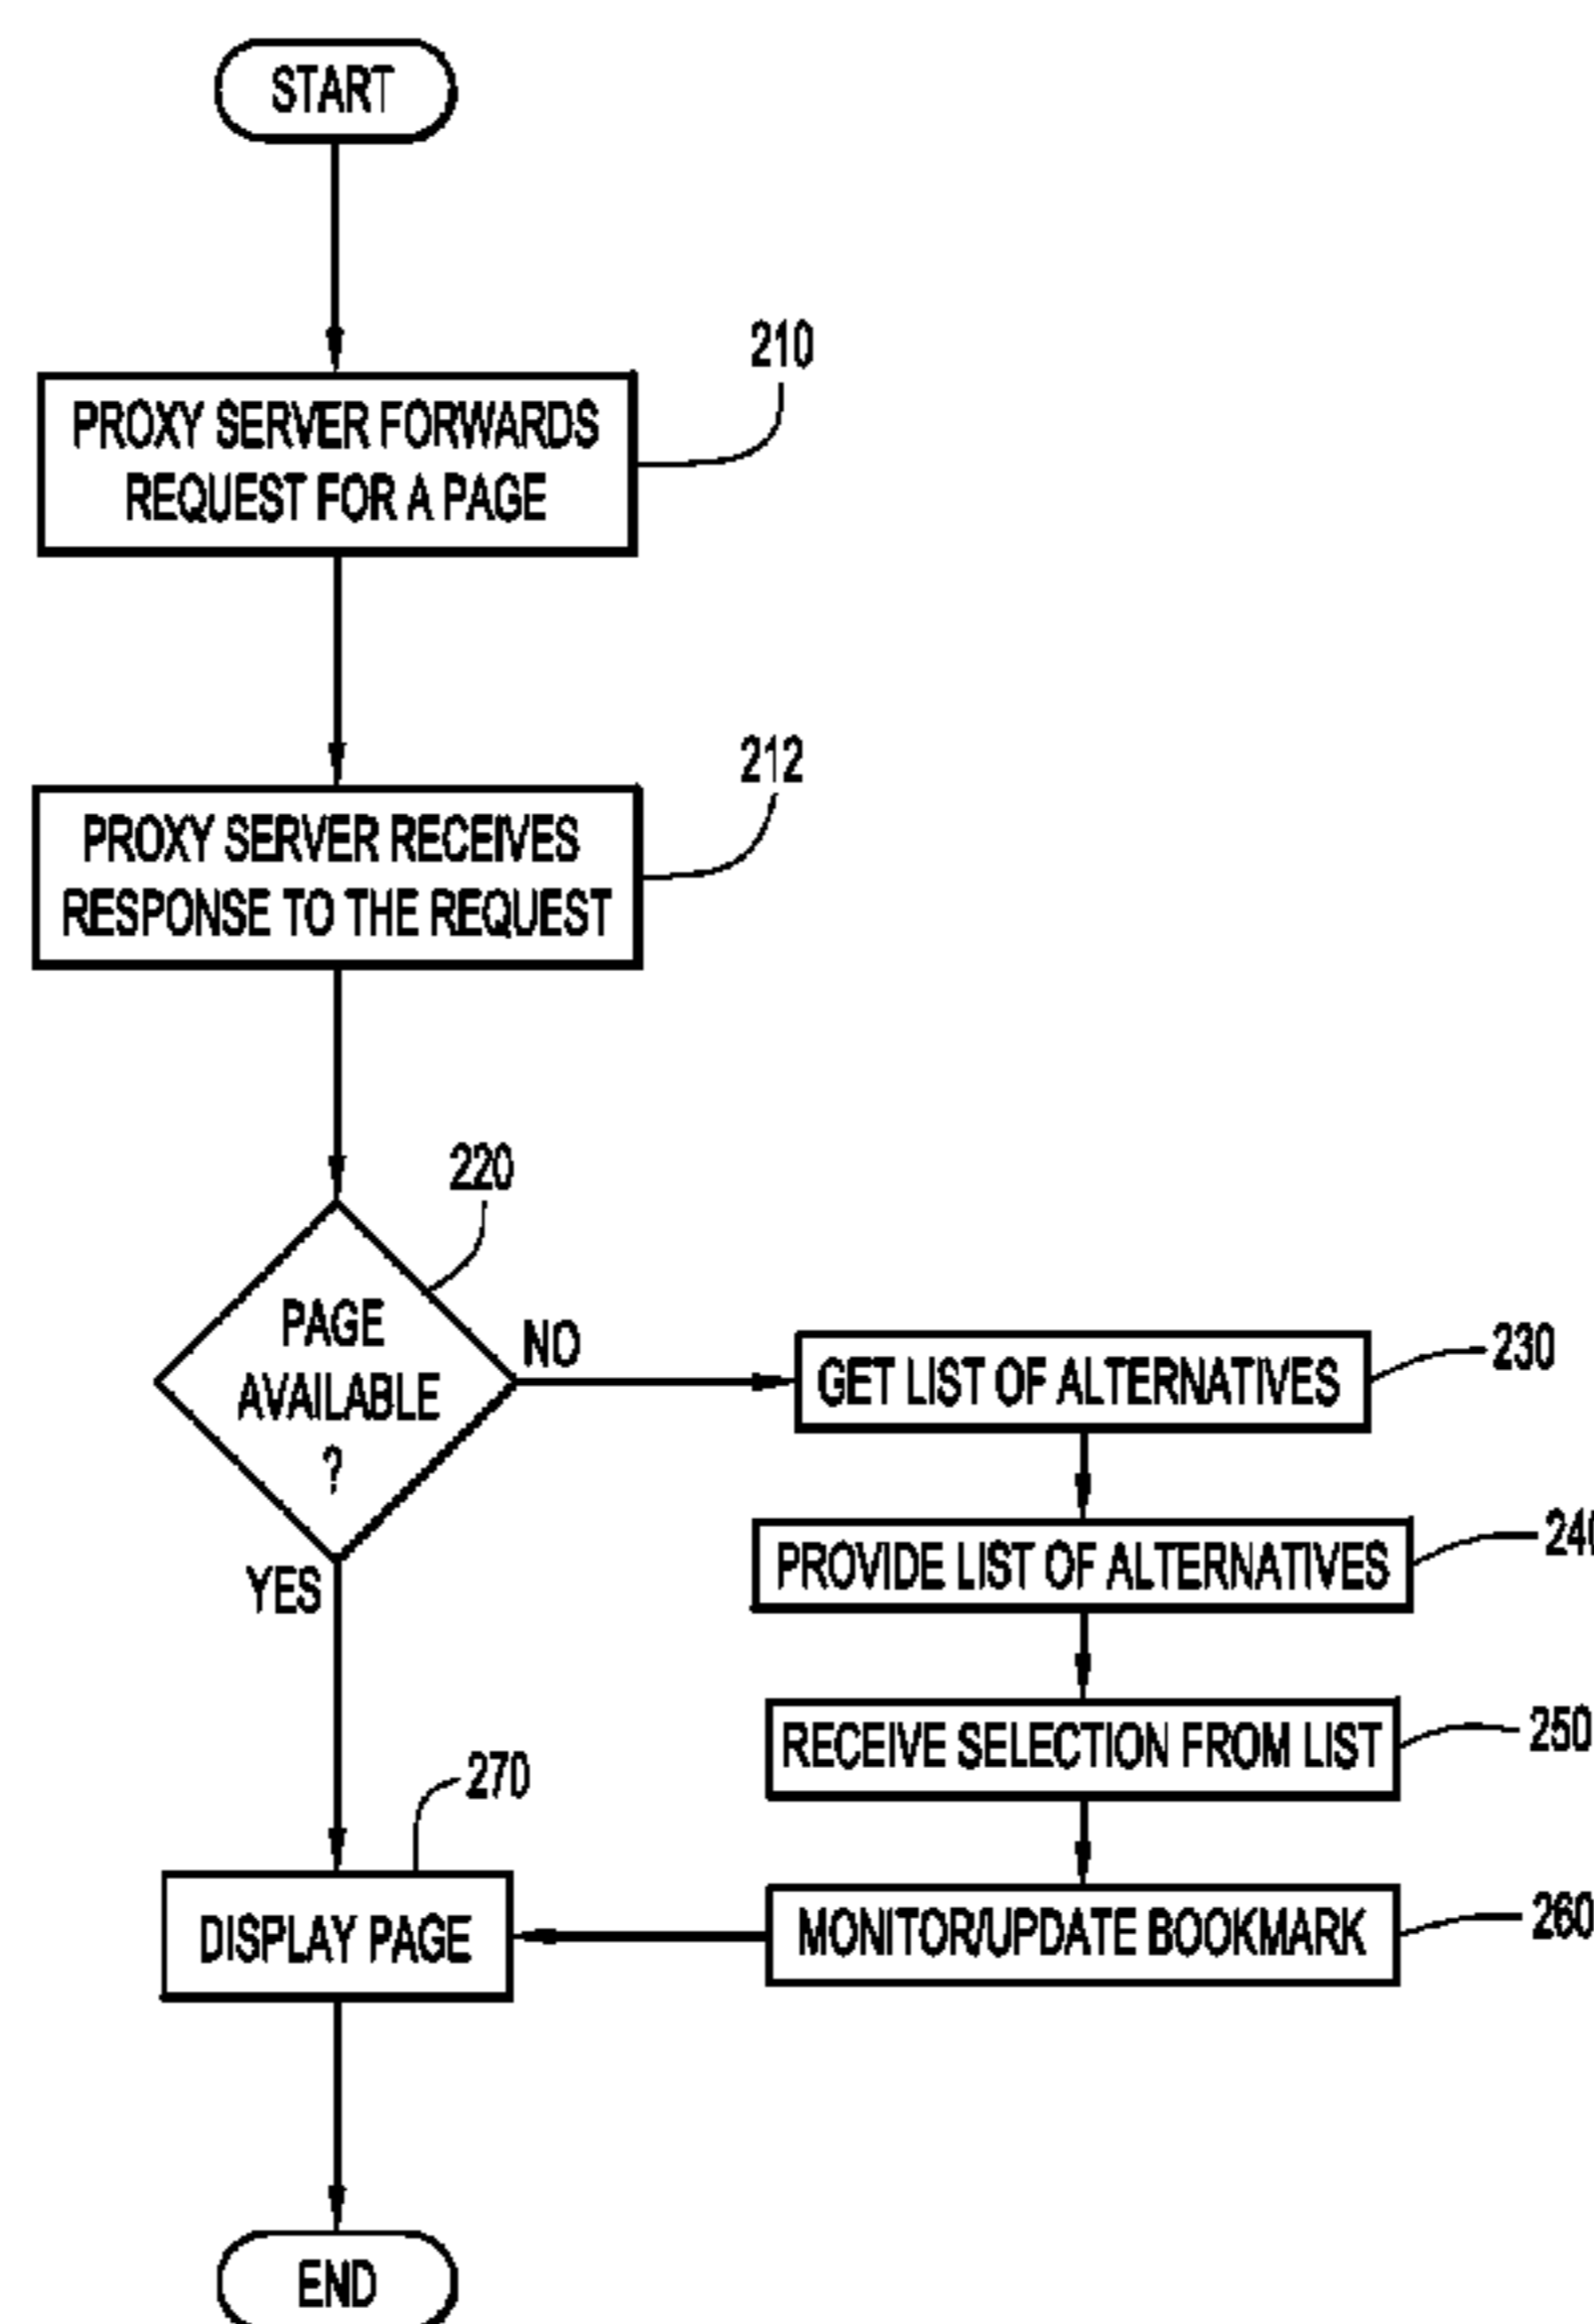 START
210
PROXY SERVER FORWARDS
REQUEST FOR A PAGE
212
PROXY SERVER RECEIVES
RESPONSE TO THE REQUEST
220
PAGE
AVAILABLE
?
NO
YES
230
GET LIST OF ALTERNATIVES
240
PROVIDE LIST OF ALTERNATIVES
250
RECEIVE SELECTION FROM LIST
260
MONITOR/UPDATE BOOKMARK
270
DISPLAY PAGE
END